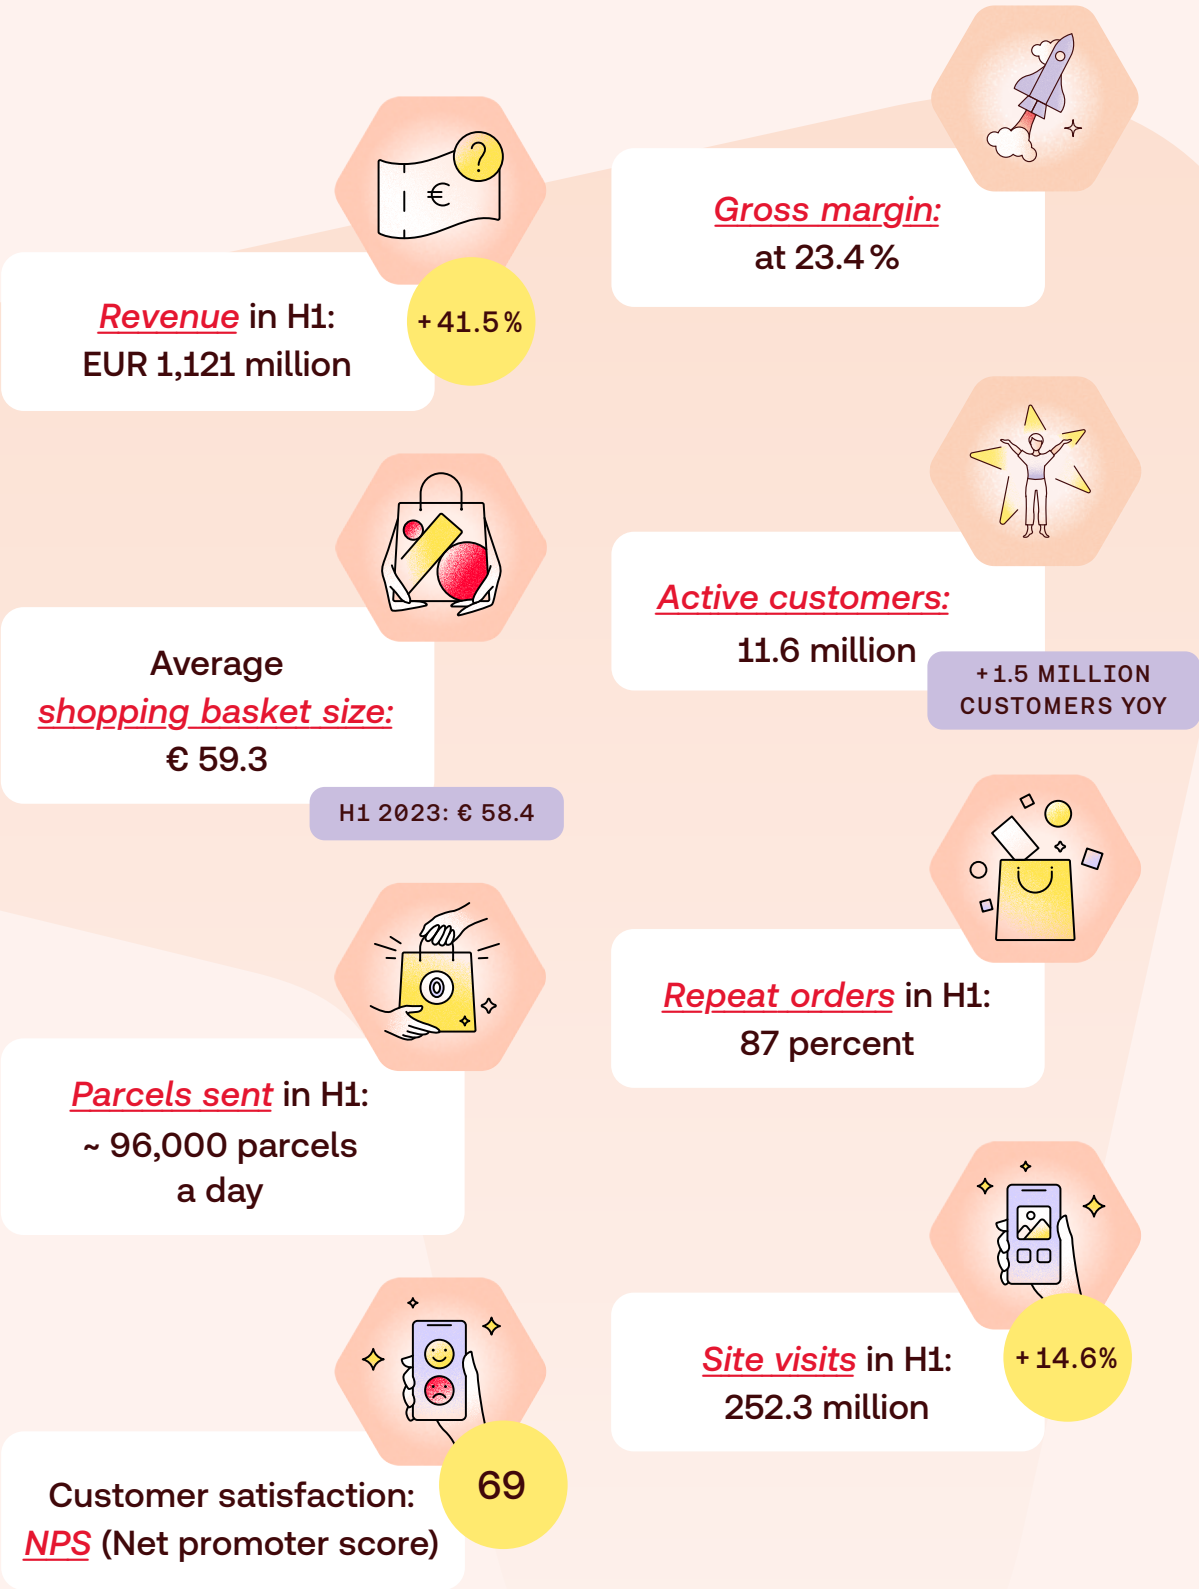 € ?
Revenue in H1:
EUR 1,121 million
+41.5%
Gross margin:
at 23.4%
Average
shopping basket size:
€ 59.3
H1 2023: € 58.4
Active customers:
11.6 million
+1.5 MILLION
CUSTOMERS YOY
Parcels sent in H1:
~ 96,000 parcels
a day
Repeat orders in H1:
87 percent
Customer satisfaction:
NPS (Net promoter score)
69
Site visits in H1:
252.3 million
+14.6%